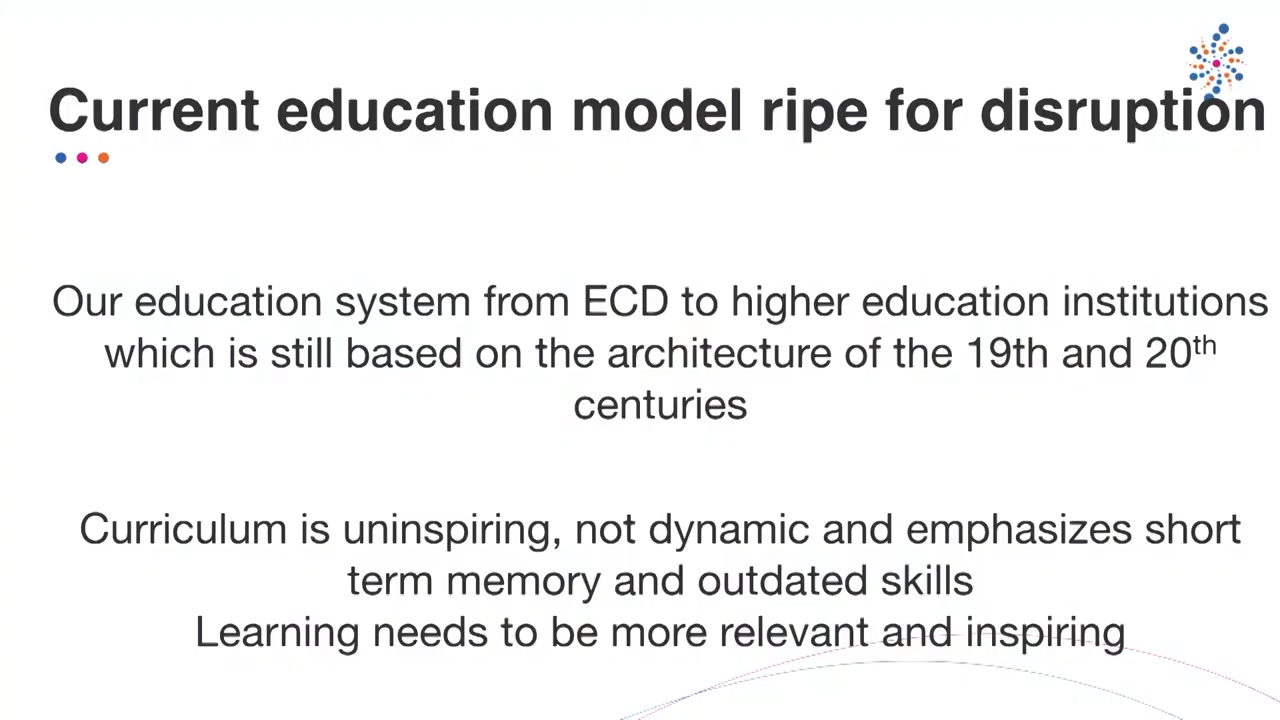 Current education model ripe for disruption
Our education system from ECD to higher education institutions
which is still based on the architecture of the 19th and 20th
centuries
Curriculum is uninspiring, not dynamic and emphasizes short
term memory and outdated skills
Learning needs to be more relevant and inspiring